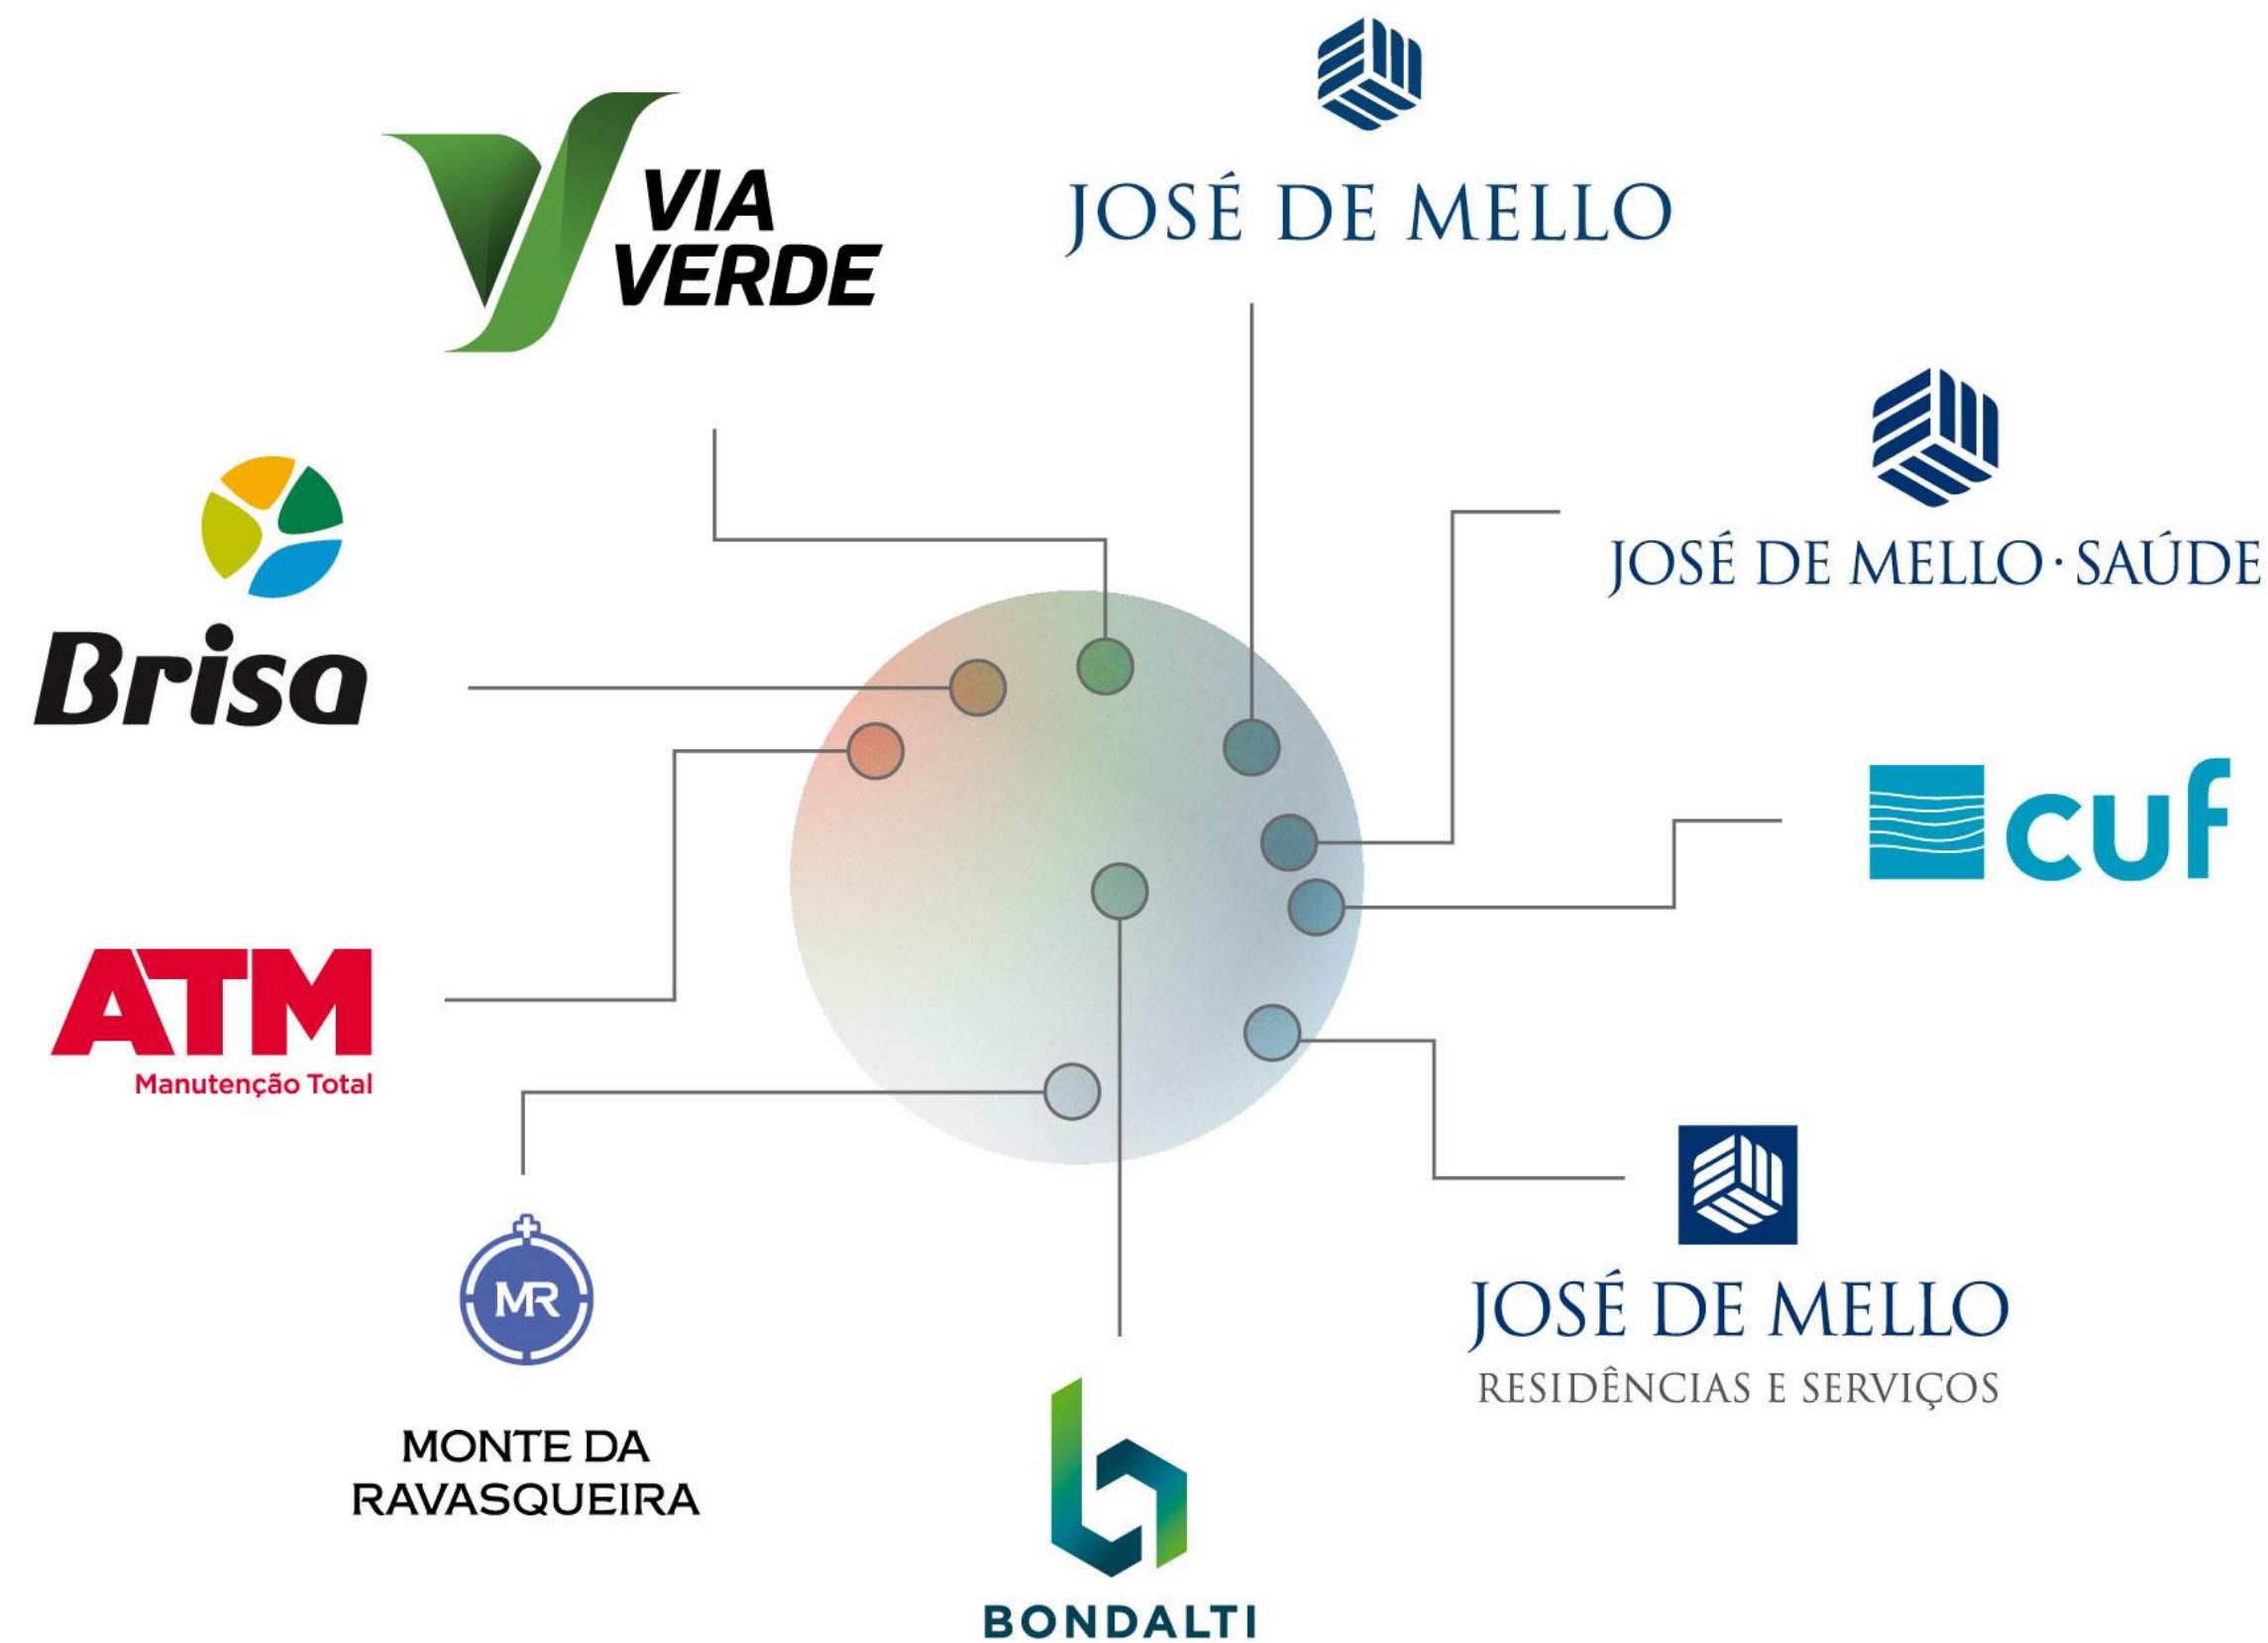 VIA
VERDE
JOSÉ DE MELLO
JOSÉ DE MELLO · SAÚDE
Brisa
cuf
ATM
Manutenção Total
JOSÉ DE MELLO
RESIDÊNCIAS E SERVIÇOS
MR
MONTE DA
RAVASQUEIRA
BONDALTI